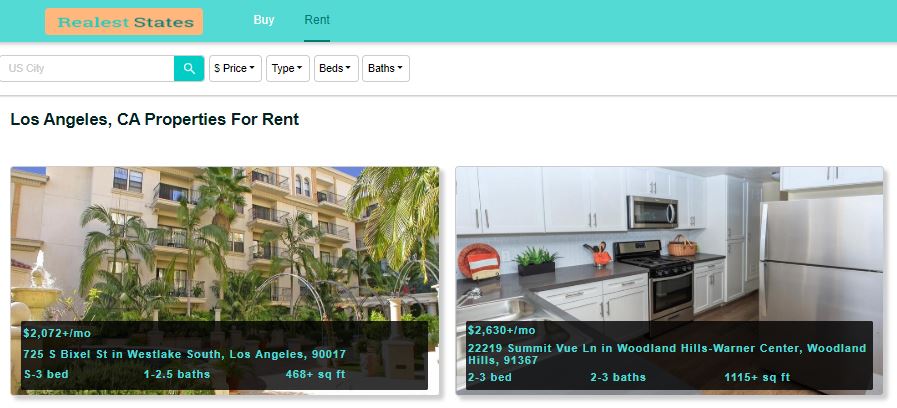 Realest States
Buy
Rent
US City
$ Price
Type
Beds
Baths
Los Angeles, CA Properties For Rent
$2,072+/mo
725 S Bixel St in Westlake South, Los Angeles, 90017
S-3 bed 1-2.5 baths 468+ sq ft
$2,630+/mo
22219 Summit Vue Ln in Woodland Hills-Warner Center, Woodland
Hills, 91367
2-3 bed 2-3 baths 1115+ sq ft